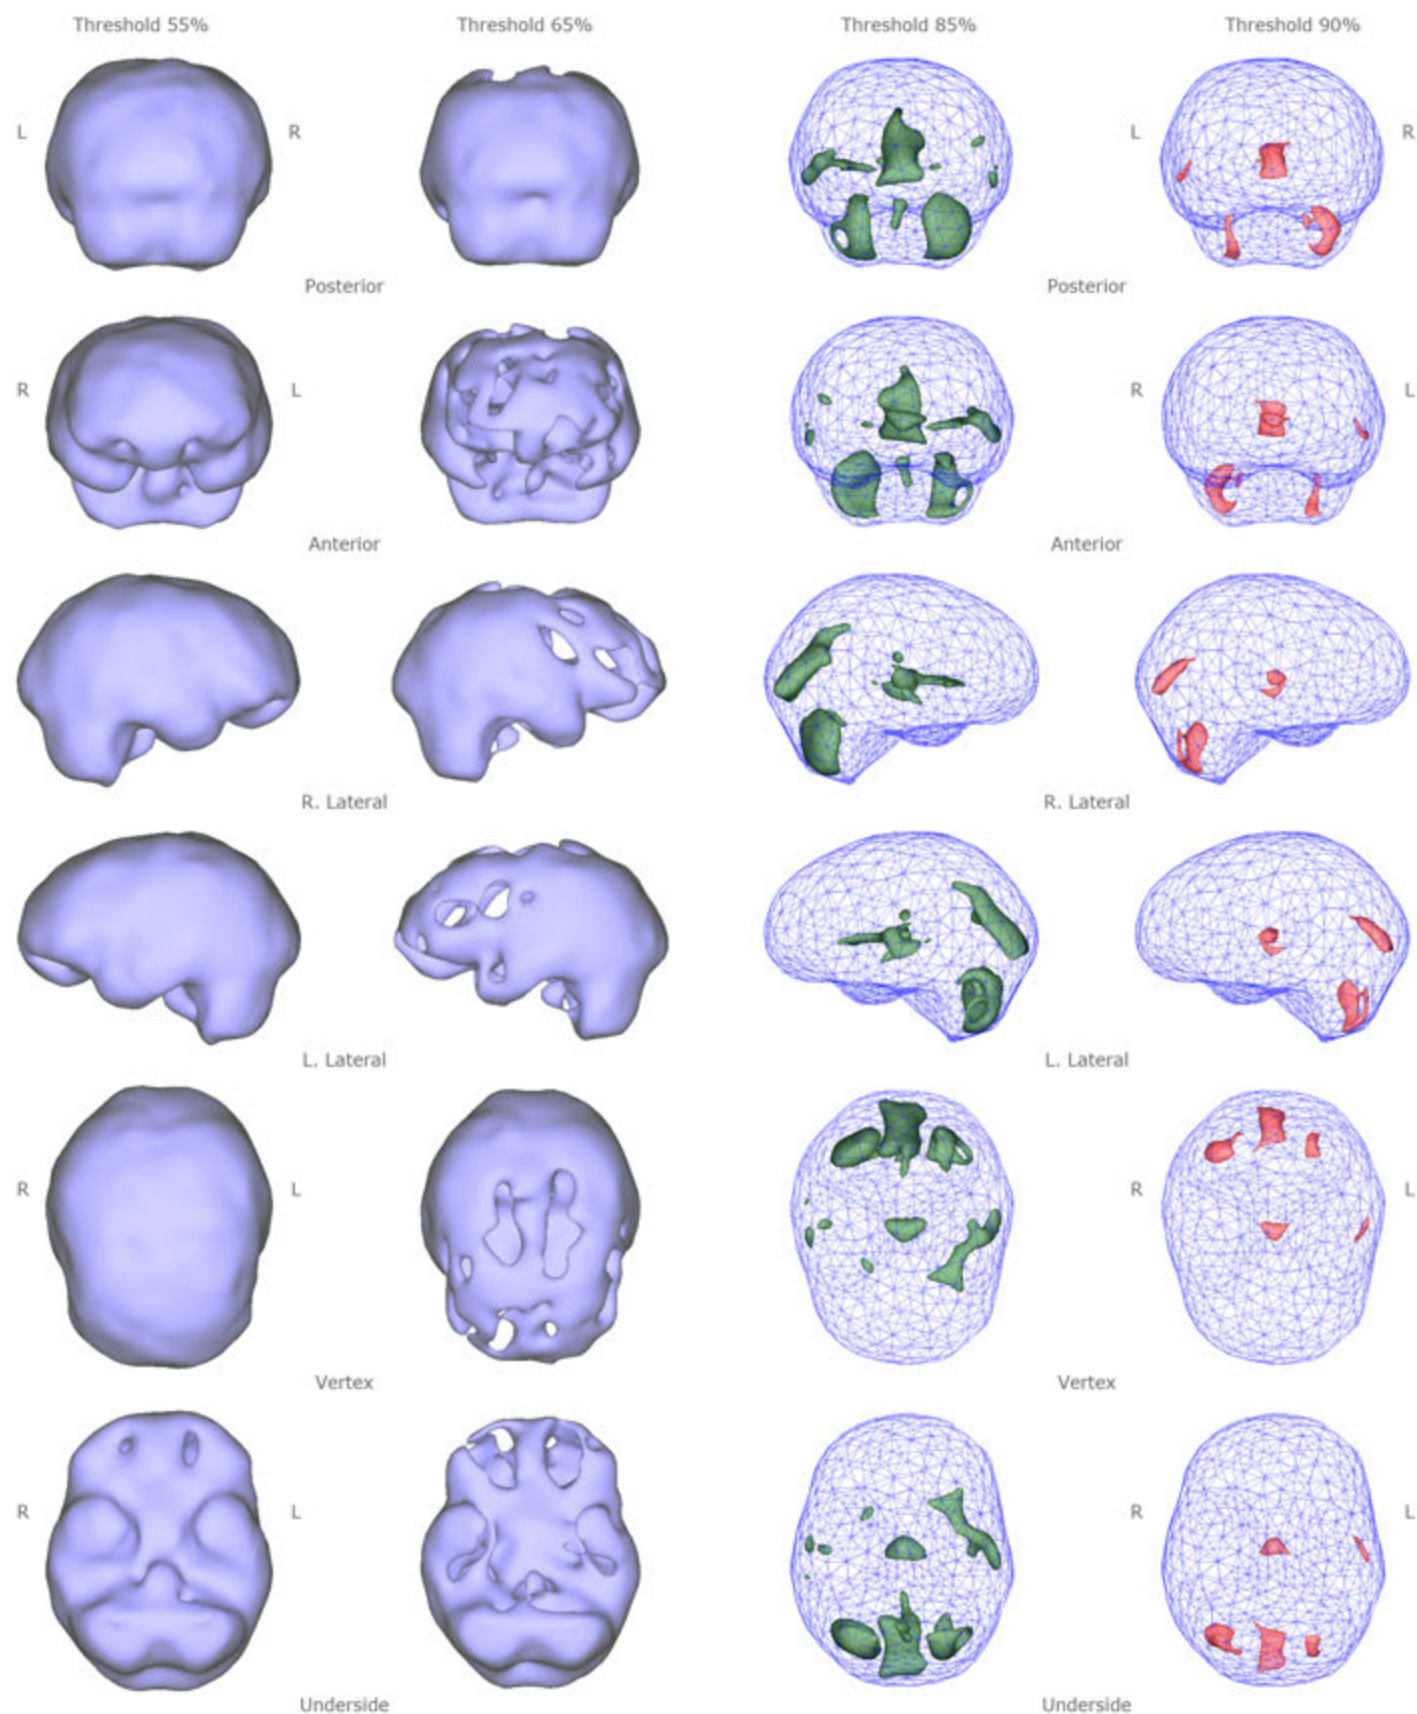 Threshold 55% Threshold 65% Threshold 85% Threshold 90%
L R L R
Posterior Posterior
R L R L
Anterior Anterior
R. Lateral R. Lateral
L. Lateral L. Lateral
R L R L
Vertex Vertex
R L R L
Underside Underside